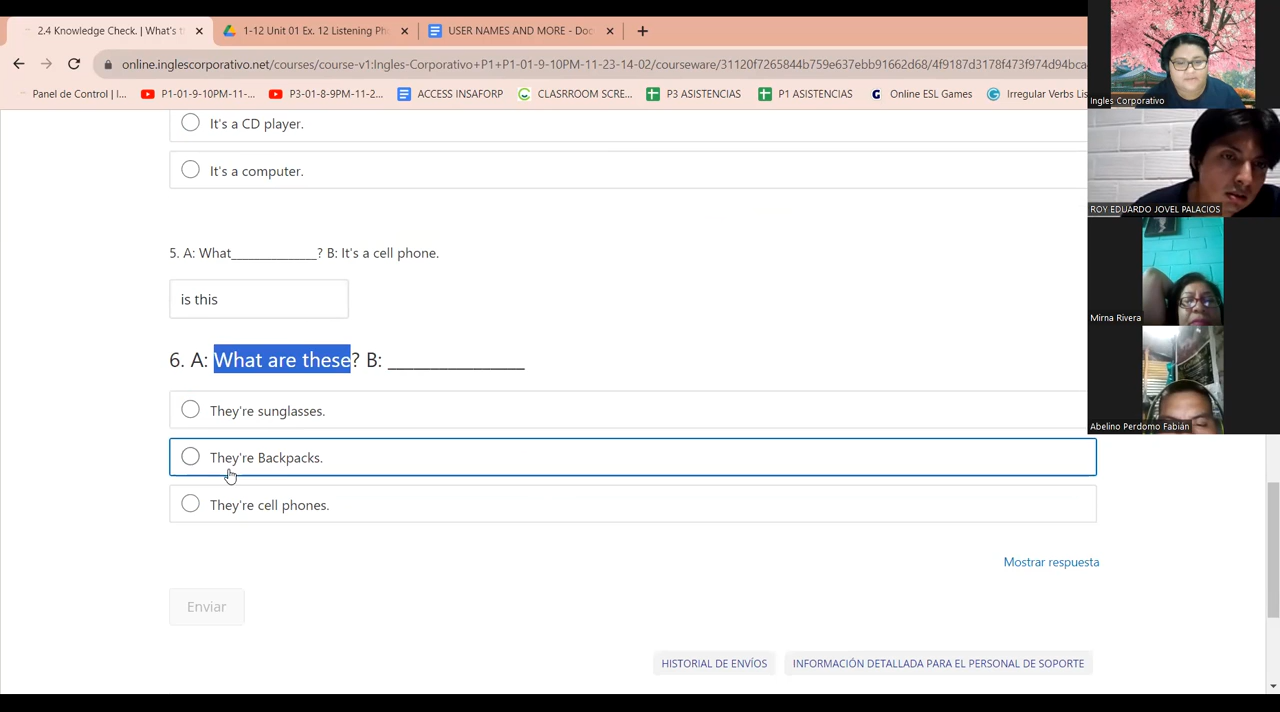 2.4 Knowledge Check. | What's t
1-12 Unit 01 Ex. 12 Listening Ph
USER NAMES AND MORE - Doc
online.inglescorporativo.net/courses/course-v1:Ingles-Corporativo+P1+P1-01-9-10PM-11-23-14-02/courseware/31120f7265844b759e637ebb91662d68/4f9187d3178f473f974d94bca
Panel de Control | I...
P1-01-9-10PM-11-...
P3-01-8-9PM-11-2...
ACCESS INSAFORP
CLASRROOM SCRE...
P3 ASISTENCIAS
P1 ASISTENCIAS
Online ESL Games
Irregular Verbs Lis
Ingles Corporativo
It's a CD player.
It's a computer.
ROY EDUARDO JOVEL PALACIOS
5. A: What______________? B: It's a cell phone.
is this
Mirna Rivera
6. A: What are these? B: ______________
They're sunglasses.
They're Backpacks.
They're cell phones.
Abelino Perdomo Fabián
Mostrar respuesta
Enviar
HISTORIAL DE ENVÍOS
INFORMACIÓN DETALLADA PARA EL PERSONAL DE SOPORTE